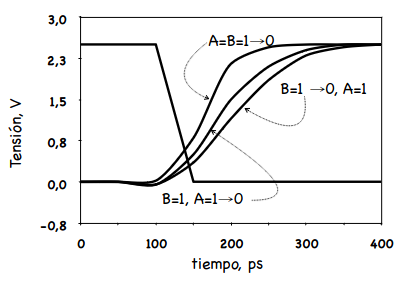 3,0
A=B=1→0
2,3
B=1 →0, A=1
1,5
Tensión, V
0,8
0,0
B=1, A=1→0
-0,8
0 100 200 300 400
tiempo, ps